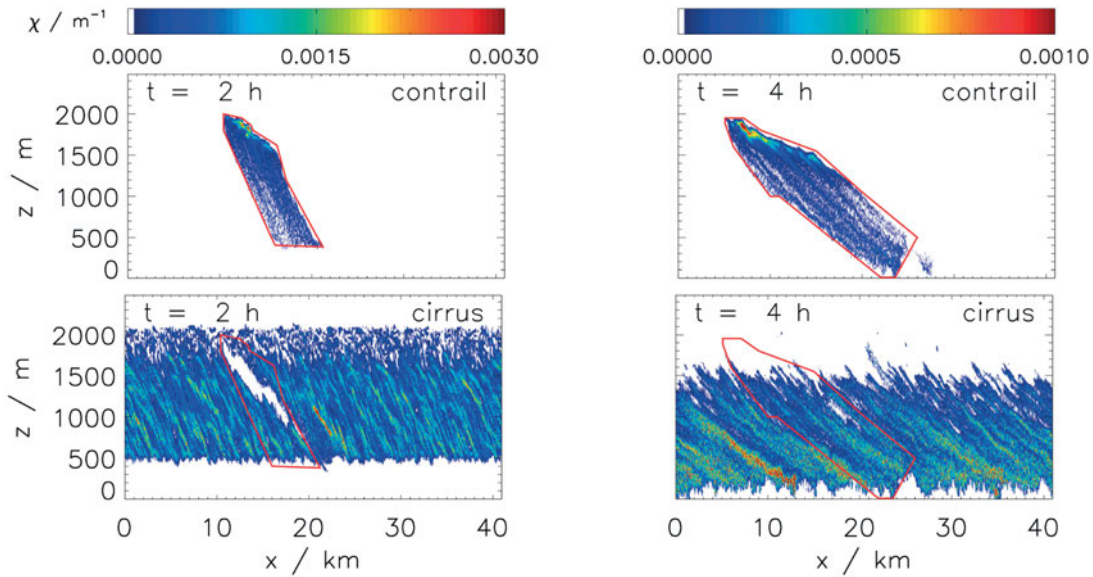 χ / m⁻¹
0.0000 0.0015 0.0030
0.0000 0.0005 0.0010
t = 2 h contrail
t = 4 h contrail
z / m
2000
1500
1000
500
0
t = 2 h cirrus
t = 4 h cirrus
z / m
2000
1500
1000
500
0
0 10 20 30 40
0 10 20 30 40
x / km
x / km